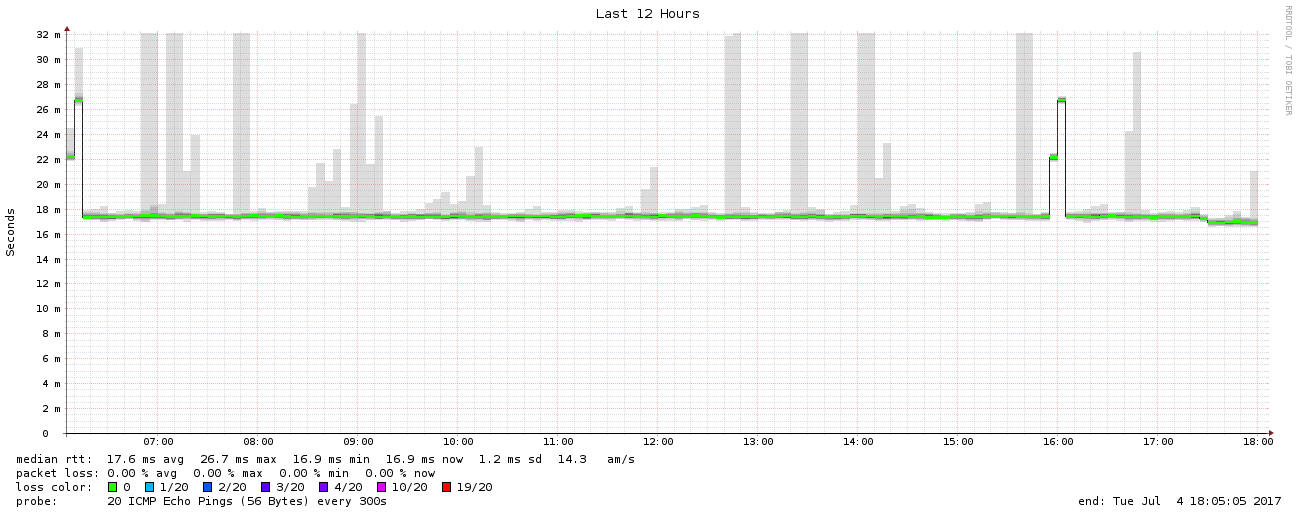 Last 12 Hours
RRDTOOL / TOBI OETIKER
Seconds
32 m
30 m
28 m
26 m
24 m
22 m
20 m
18 m
16 m
14 m
12 m
10 m
8 m
6 m
4 m
2 m
0
07:00 08:00 09:00 10:00 11:00 12:00 13:00 14:00 15:00 16:00 17:00 18:00
median rtt: 17.6 ms avg 26.7 ms max 16.9 ms min 16.9 ms now 1.2 ms sd 14.3 am/s
packet loss: 0.00 % avg 0.00 % max 0.00 % min 0.00 % now
loss color: 0 1/20 2/20 3/20 4/20 10/20 19/20
probe: 20 ICMP Echo Pings (56 Bytes) every 300s end: Tue Jul 4 18:05:05 2017